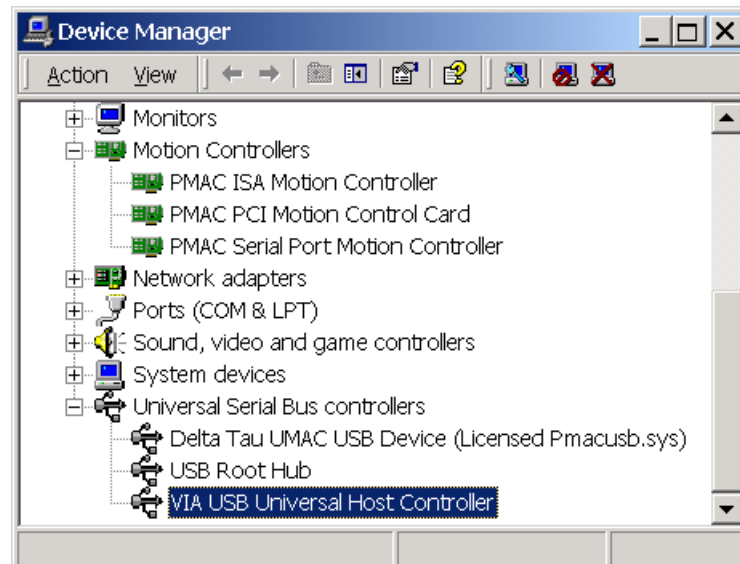 Device Manager
Action View
Monitors
Motion Controllers
PMAC ISA Motion Controller
PMAC PCI Motion Control Card
PMAC Serial Port Motion Controller
Network adapters
Ports (COM & LPT)
Sound, video and game controllers
System devices
Universal Serial Bus controllers
Delta Tau UMAC USB Device (Licensed Pmacusb.sys)
USB Root Hub
VIA USB Universal Host Controller